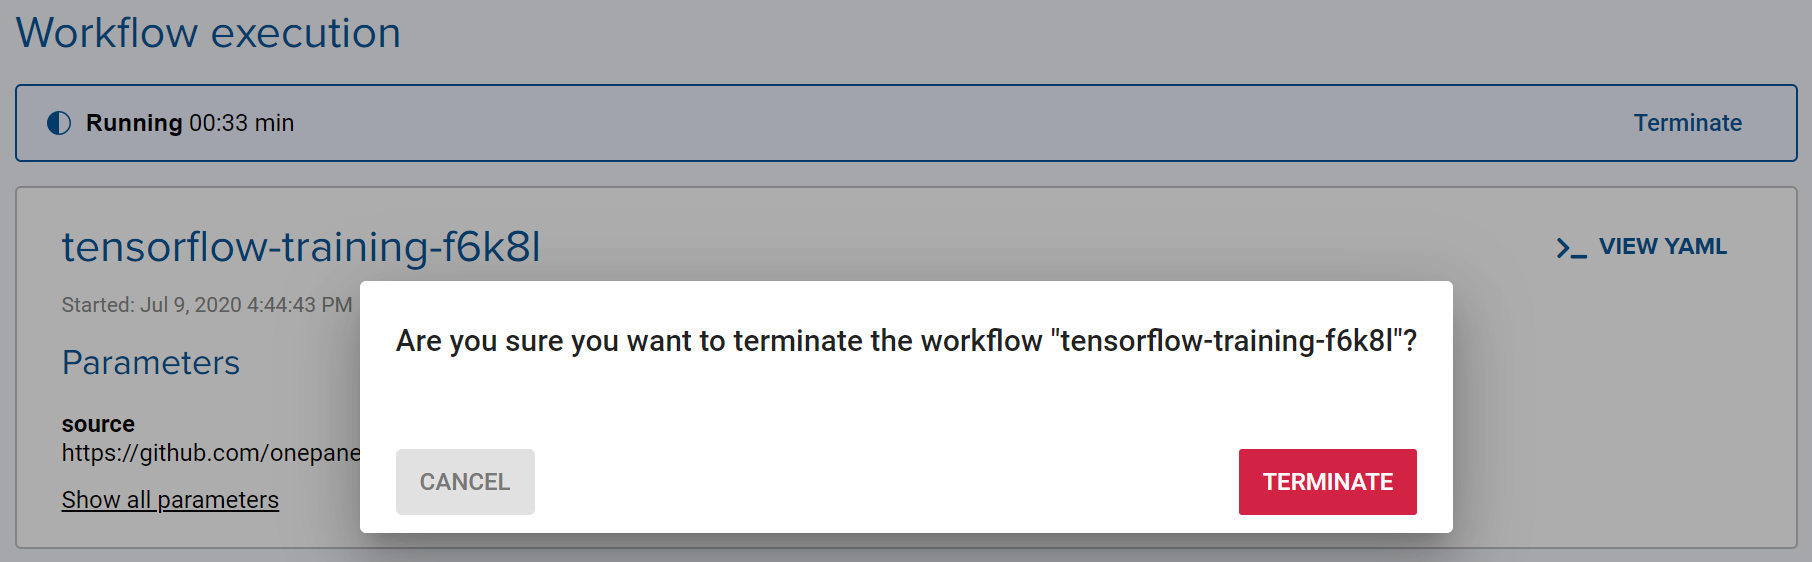 Workflow execution
Running 00:33 min
Terminate
tensorflow-training-f6k8l
VIEW YAML
Started: Jul 9, 2020 4:44:43 PM
Are you sure you want to terminate the workflow "tensorflow-training-f6k8l"?
Parameters
source
https://github.com/onepane
Show all parameters
CANCEL
TERMINATE